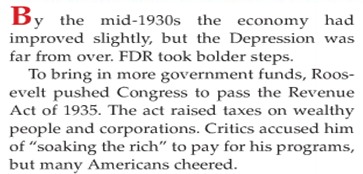 By the mid-1930s the economy had
improved slightly, but the Depression was
far from over. FDR took bolder steps.
To bring in more government funds, Roos-
evelt pushed Congress to pass the Revenue
Act of 1935. The act raised taxes on wealthy
people and corporations. Critics accused him
of “soaking the rich” to pay for his programs,
but many Americans cheered.